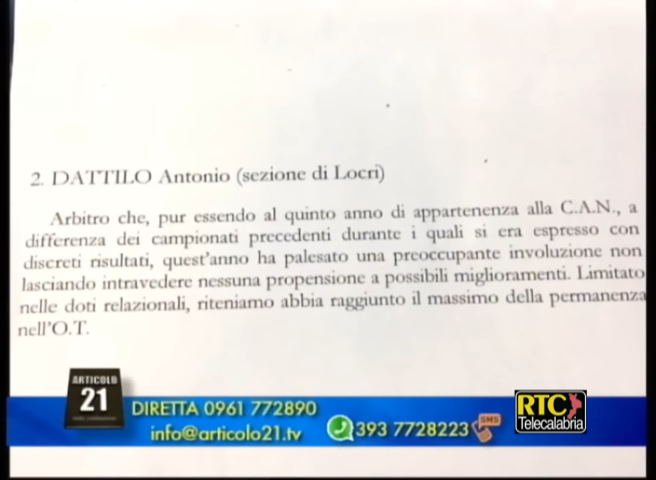 2. DATTILO Antonio (sezione di Locri)
Arbitro che, pur essendo al quinto anno di appartenenza alla C.A.N., a
differenza dei campionati precedenti durante i quali si era espresso con
discreti risultati, quest'anno ha palesato una preoccupante involuzione non
lasciando intravedere nessuna propensione a possibili miglioramenti. Limitato
nelle doti relazionali, riteniamo abbia raggiunto il massimo della permanenza
nell'O.T.
ARTICOLO
21
DIRETTA 0961 772890
info@articolo21.tv
393 7728223
SMS
RTC
Telecalabria